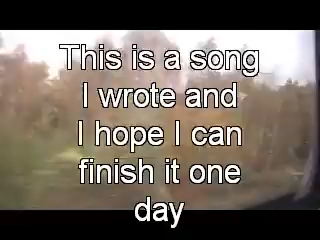 This is a song
I wrote and
I hope I can
finish it one
day